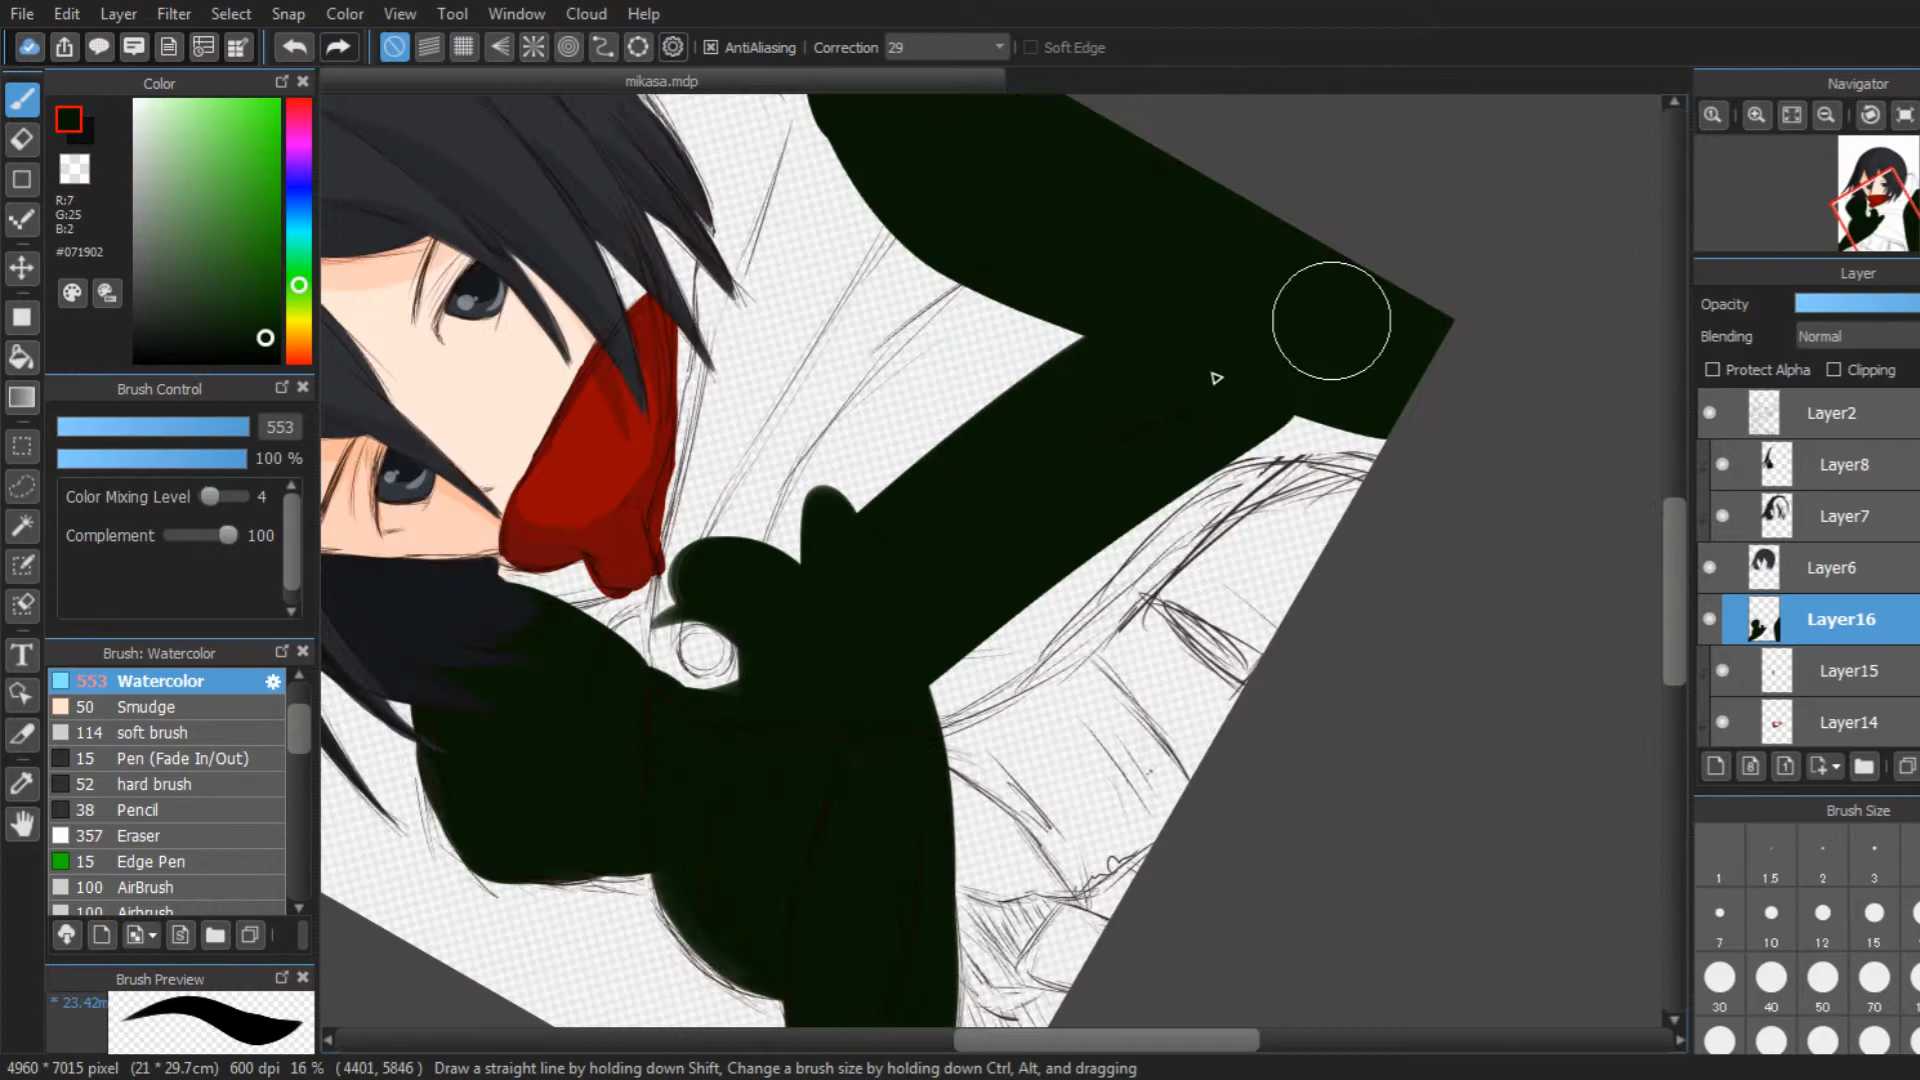 File Edit Layer Filter Select Snap Color View Tool Window Cloud Help
AntiAliasing Correction 29 Soft Edge
Color
mikasa.mdp
Navigator
R:7
G:25
B:2
#071902
Layer
Opacity
Blending Normal
Protect Alpha Clipping
Brush Control
553
100 %
Color Mixing Level 4
Complement 100
Layer2
Layer8
Layer7
Layer6
Layer16
Layer15
Layer14
Brush: Watercolor
553 Watercolor
50 Smudge
114 soft brush
15 Pen (Fade In/Out)
52 hard brush
38 Pencil
357 Eraser
15 Edge Pen
100 AirBrush
100 Airbrush
Brush Size
1 1.5 2 3
7 10 12 15
30 40 50 70
Brush Preview
* 23.42m
4960 * 7015 pixel (21 * 29.7cm) 600 dpi 16 % ( 4401, 5846 ) Draw a straight line by holding down Shift, Change a brush size by holding down Ctrl, Alt, and dragging